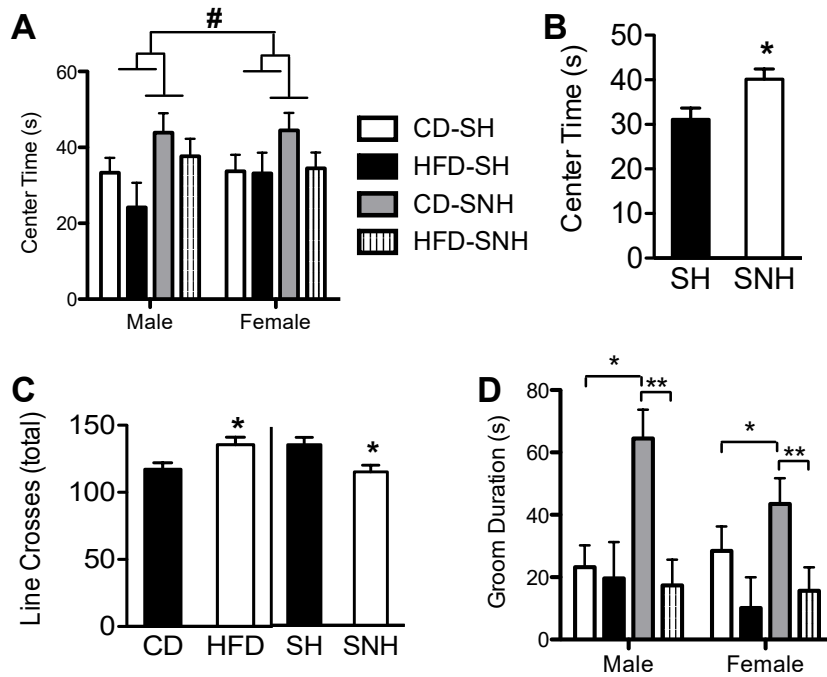 A
#
Center Time (s)
60
40
20
0
Male
Female
CD-SH
HFD-SH
CD-SNH
HFD-SNH
B
Center Time (s)
50
40
30
20
10
0
*
SH
SNH
C
Line Crosses (total)
150
100
50
0
*
*
CD
HFD
SH
SNH
D
Groom Duration (s)
80
60
40
20
0
*
**
*
**
Male
Female